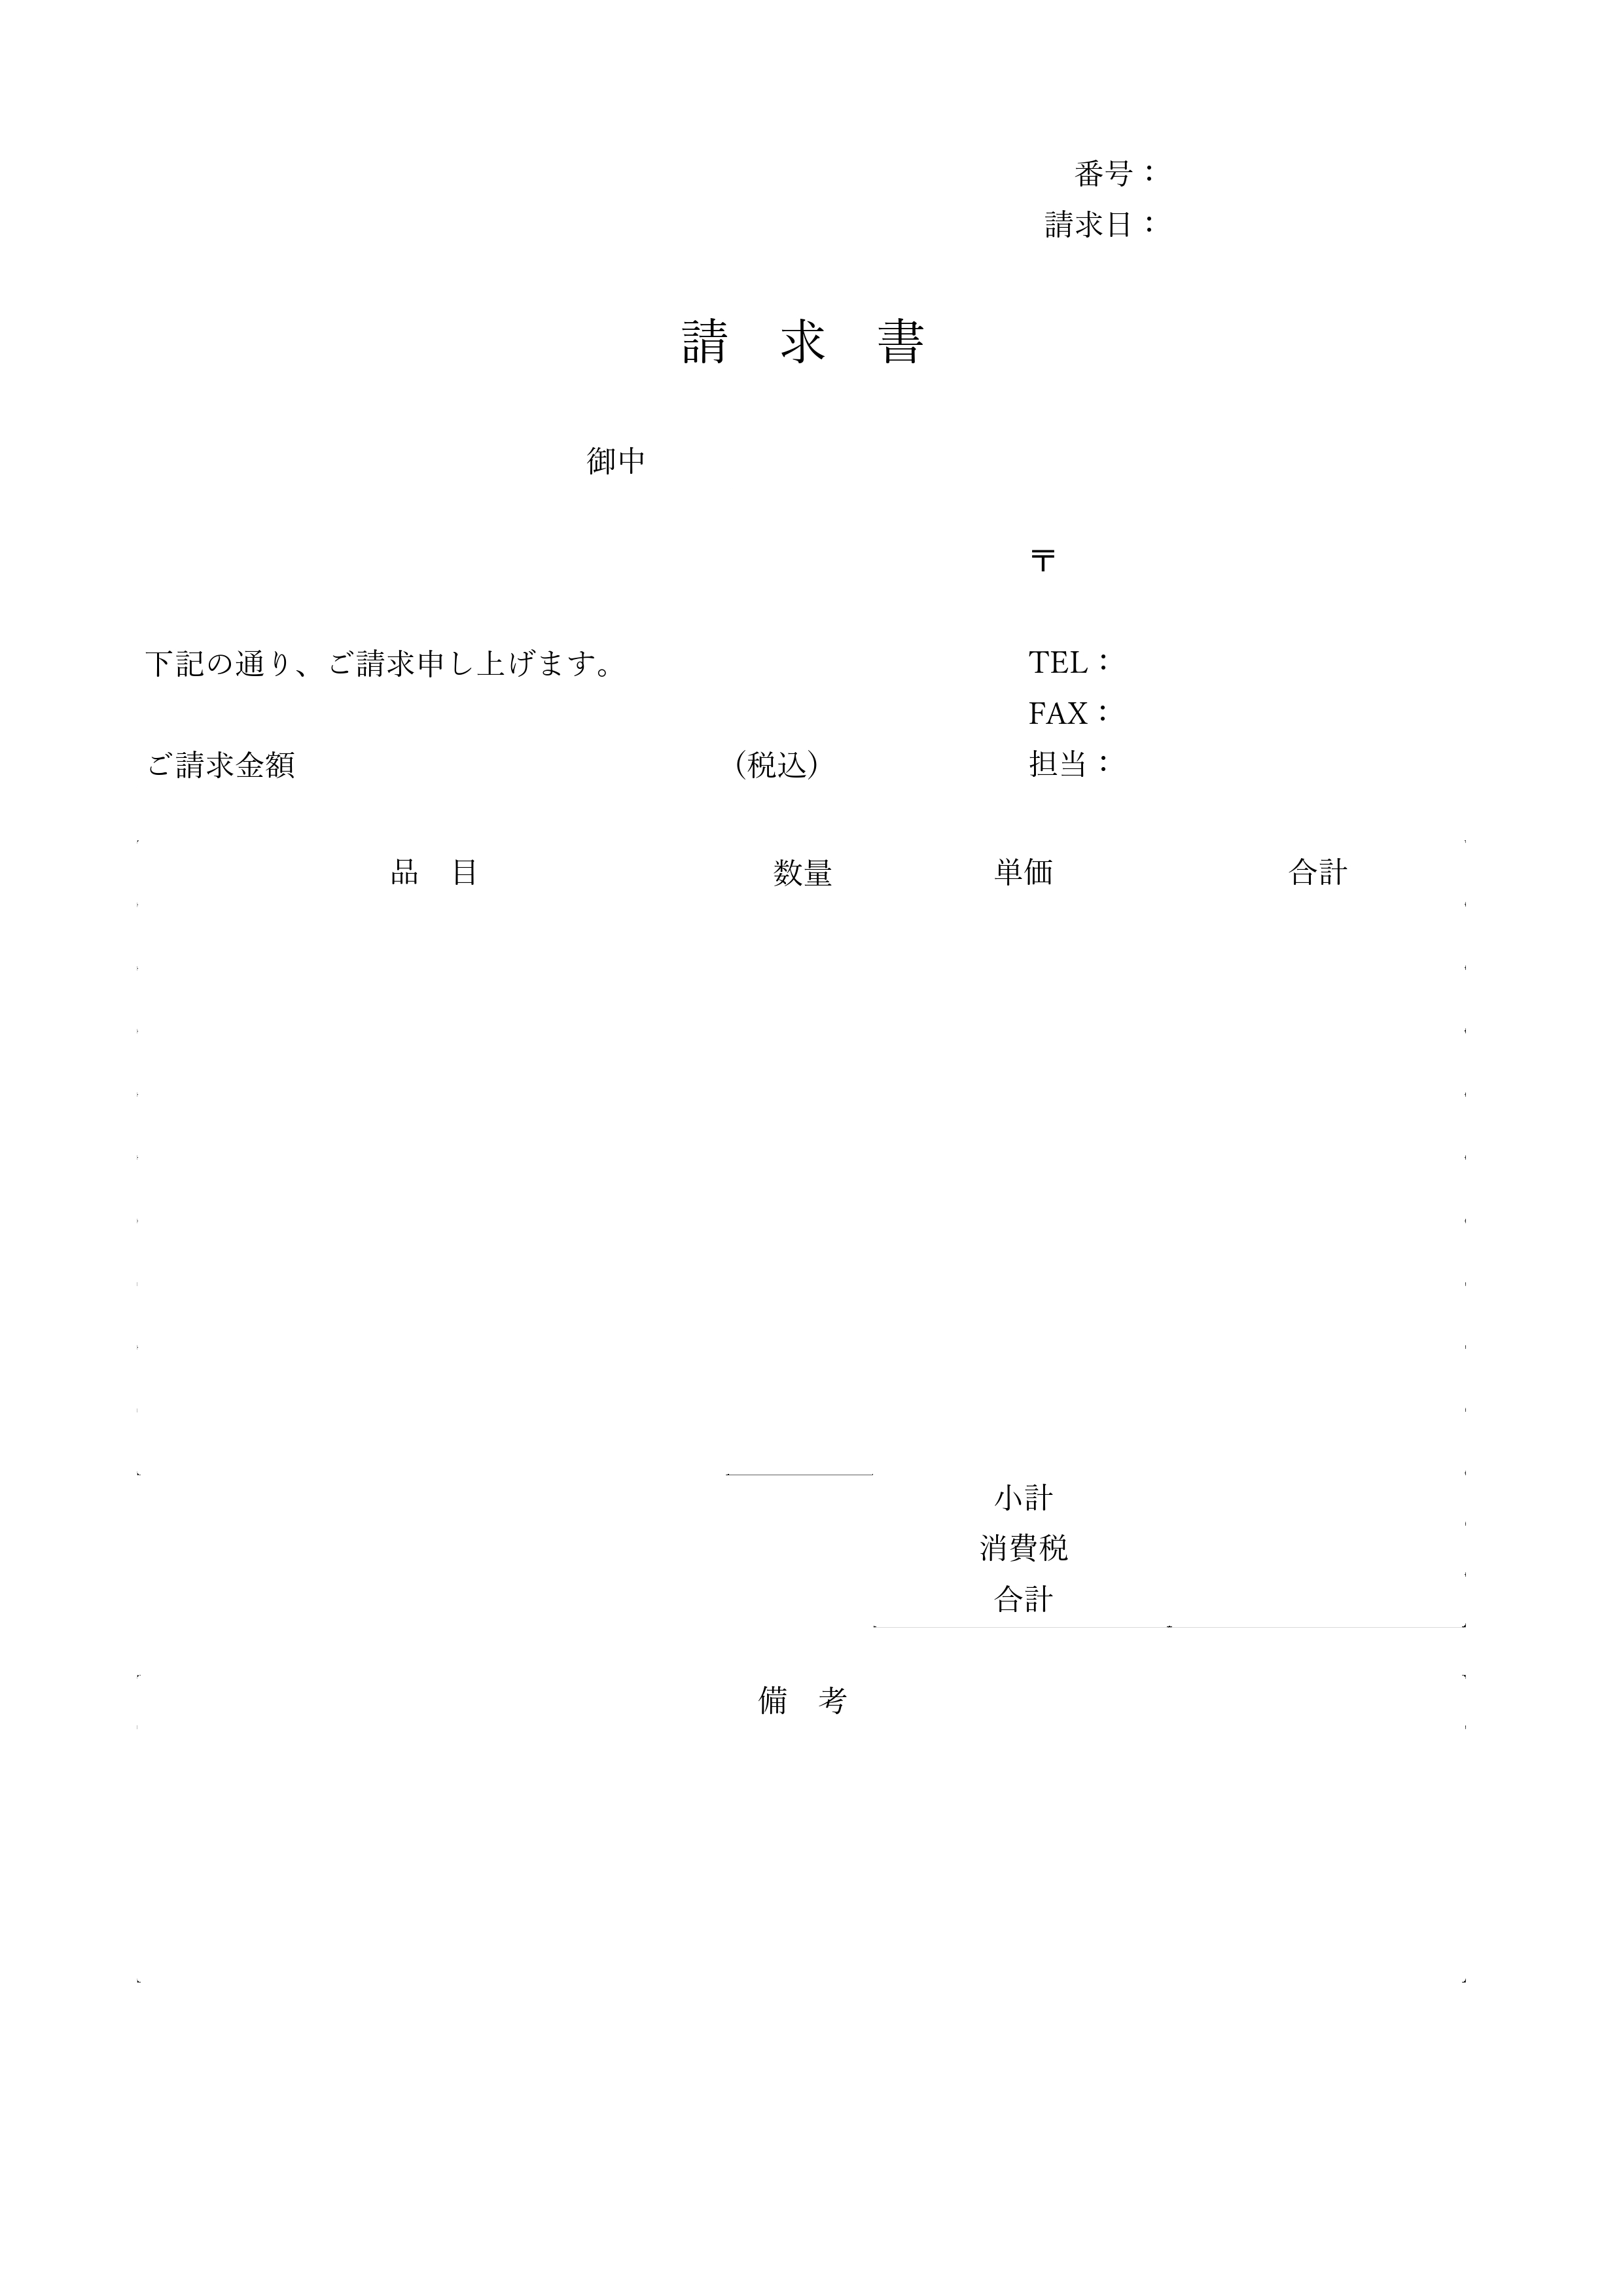 番号：
請求日：
請　求　書
御中
〒
下記の通り、ご請求申し上げます。
TEL：
FAX：
ご請求金額
（税込）
担当：
品　目
数量
単価
合計
小計
消費税
合計
備　考